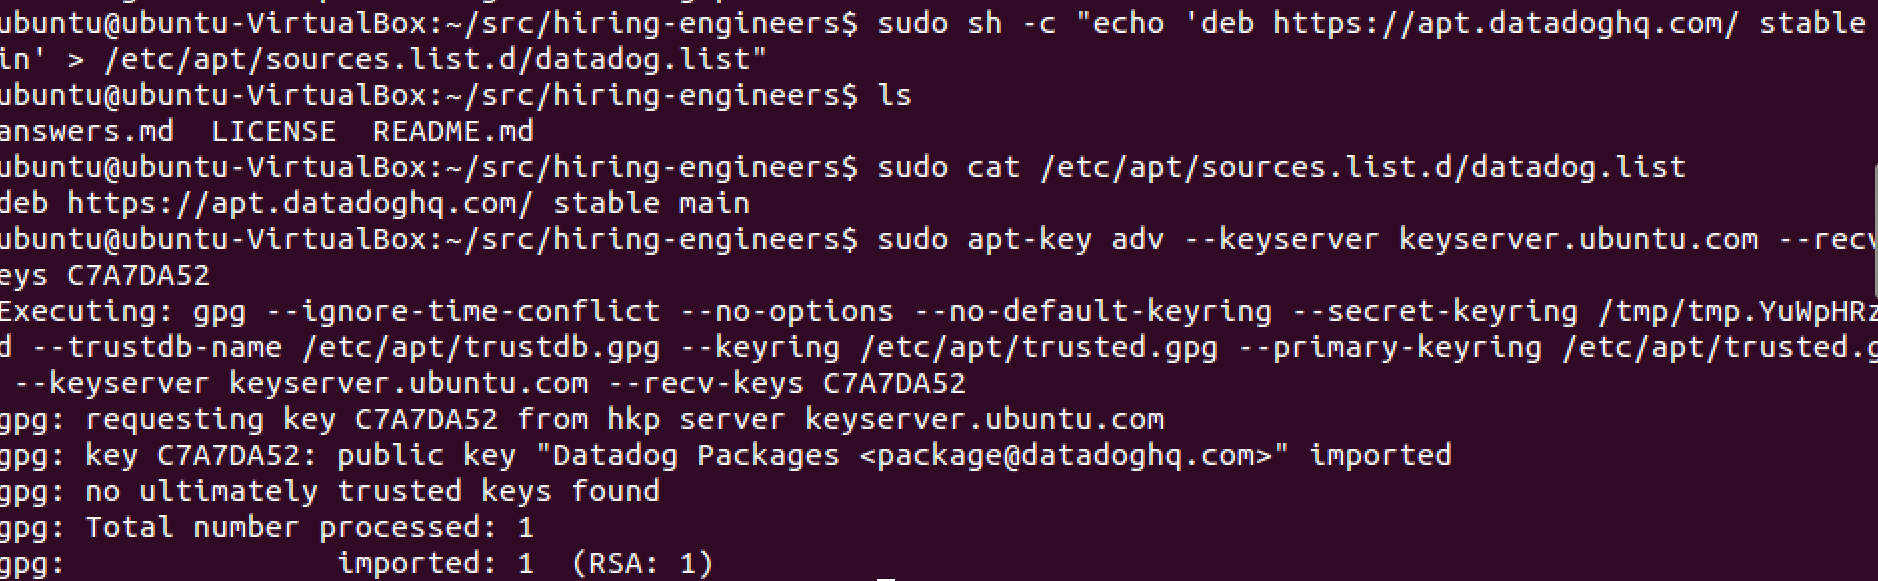 ubuntu@ubuntu-VirtualBox:~/src/hiring-engineers$ sudo sh -c "echo 'deb https://apt.datadoghq.com/ stable
in' > /etc/apt/sources.list.d/datadog.list"
ubuntu@ubuntu-VirtualBox:~/src/hiring-engineers$ ls
answers.md  LICENSE  README.md
ubuntu@ubuntu-VirtualBox:~/src/hiring-engineers$ sudo cat /etc/apt/sources.list.d/datadog.list
deb https://apt.datadoghq.com/ stable main
ubuntu@ubuntu-VirtualBox:~/src/hiring-engineers$ sudo apt-key adv --keyserver keyserver.ubuntu.com --recv
eys C7A7DA52
Executing: gpg --ignore-time-conflict --no-options --no-default-keyring --secret-keyring /tmp/tmp.YuWpHRz
d --trustdb-name /etc/apt/trustdb.gpg --keyring /etc/apt/trusted.gpg --primary-keyring /etc/apt/trusted.g
--keyserver keyserver.ubuntu.com --recv-keys C7A7DA52
gpg: requesting key C7A7DA52 from hkp server keyserver.ubuntu.com
gpg: key C7A7DA52: public key "Datadog Packages <package@datadoghq.com>" imported
gpg: no ultimately trusted keys found
gpg: Total number processed: 1
gpg:               imported: 1  (RSA: 1)